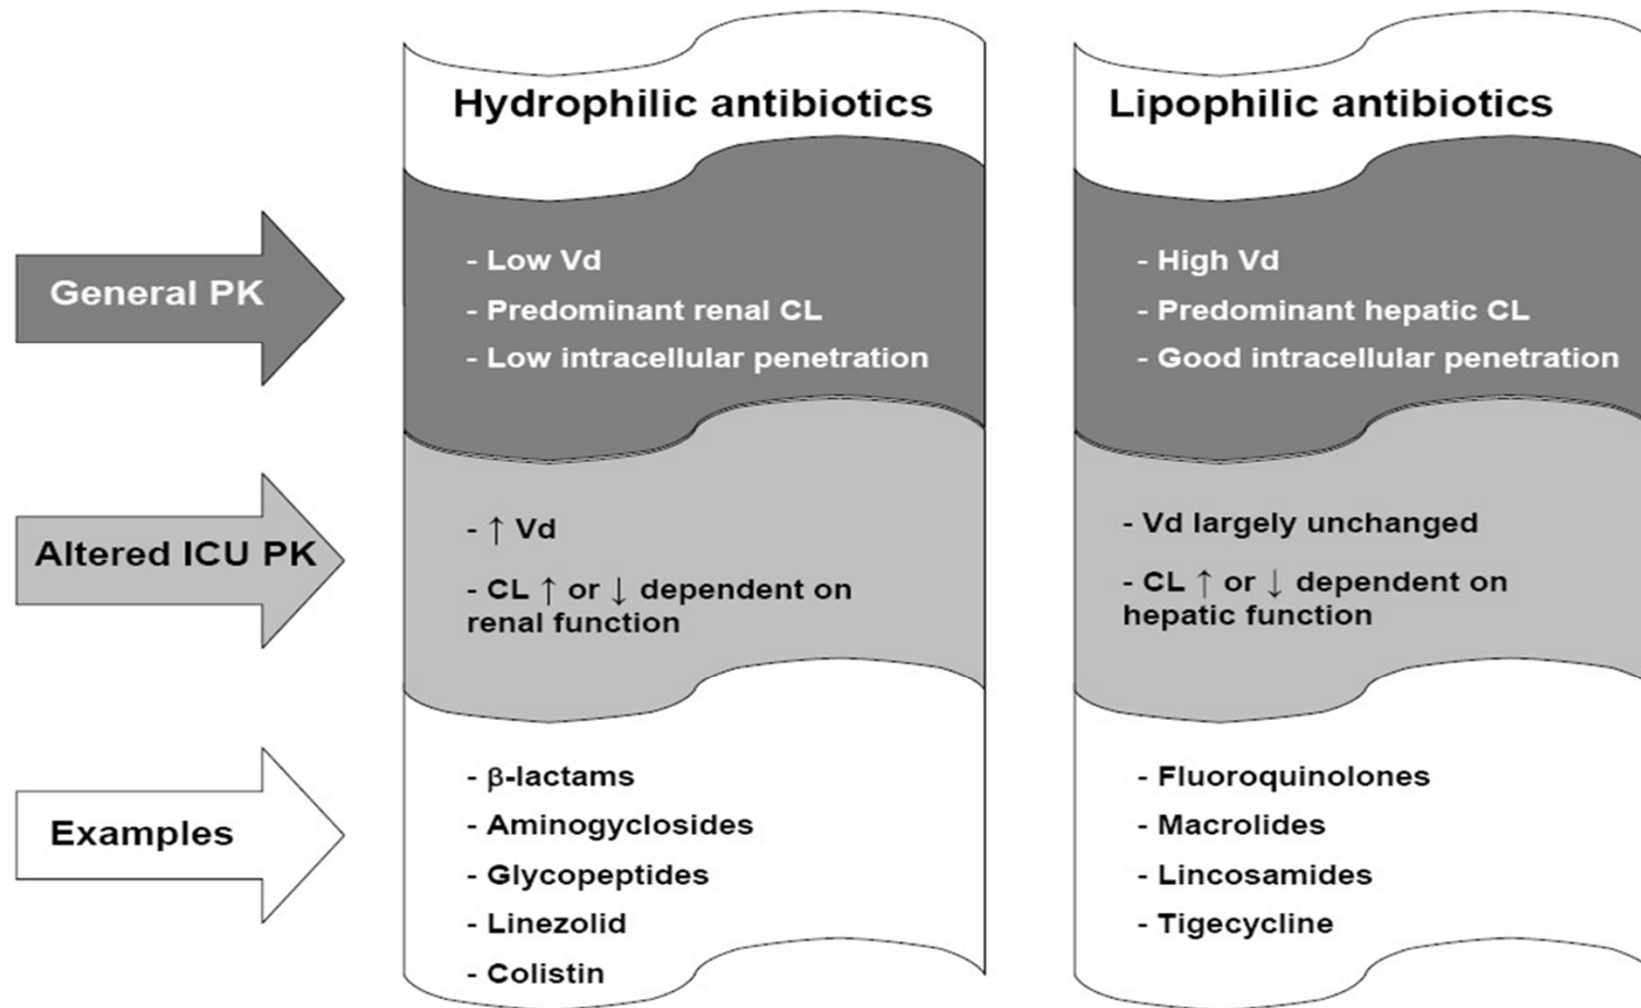 Hydrophilic antibiotics
Lipophilic antibiotics
General PK
- Low Vd
- Predominant renal CL
- Low intracellular penetration
- High Vd
- Predominant hepatic CL
- Good intracellular penetration
Altered ICU PK
- ↑ Vd
- CL ↑ or ↓ dependent on
renal function
- Vd largely unchanged
- CL ↑ or ↓ dependent on
hepatic function
Examples
- β-lactams
- Aminogyclosides
- Glycopeptides
- Linezolid
- Colistin
- Fluoroquinolones
- Macrolides
- Lincosamides
- Tigecycline